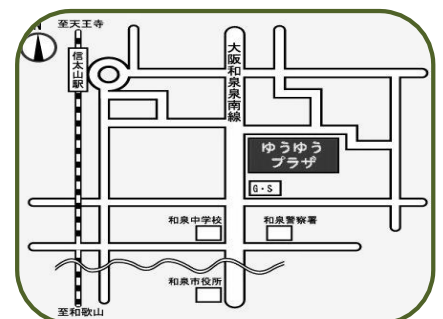 N
至天王寺
信太山駅
大阪和泉泉南線
ゆうゆう
プラザ
G・S
和泉中学校
和泉警察署
和泉市役所
至和歌山